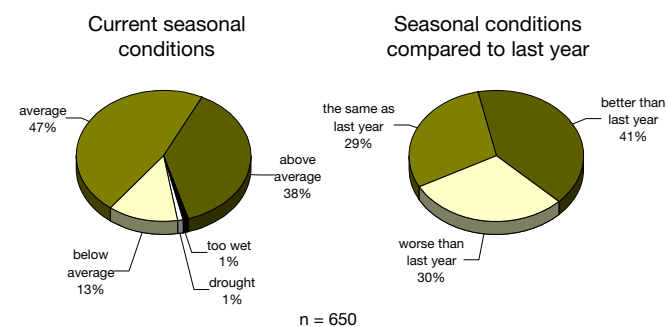 Current seasonal
conditions
average
47%
above
average
38%
too wet
1%
drought
1%
below
average
13%
Seasonal conditions
compared to last year
the same as
last year
29%
better than
last year
41%
worse than
last year
30%
n = 650